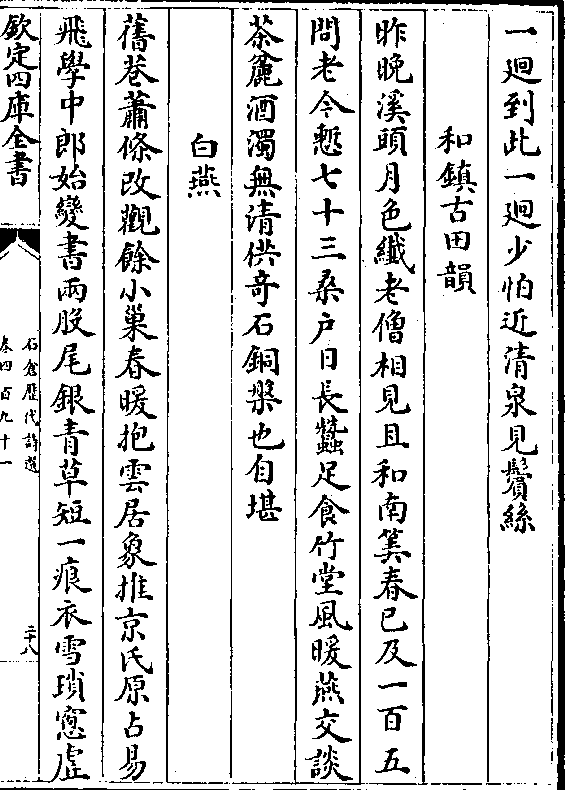 一廻到此一廻少怕近清泉見鬢絲
和鎮古田韻
昨晚溪頭月色纖老僧相見且和南筭春已及一百五
問老今慙七十三桑户日長蠶足食竹堂風暖燕交談
茶麄酒濁無清供竒石銅槃也自堪
白燕
舊巷蕭條改觀餘小巢春暖抱雲居象推京氏原占易
飛學中郎始變書兩股尾銀青草短一痕衣雪瑣窻虚
欽定四庫全書
石倉歷代詩選
卷四百九十一
二十八